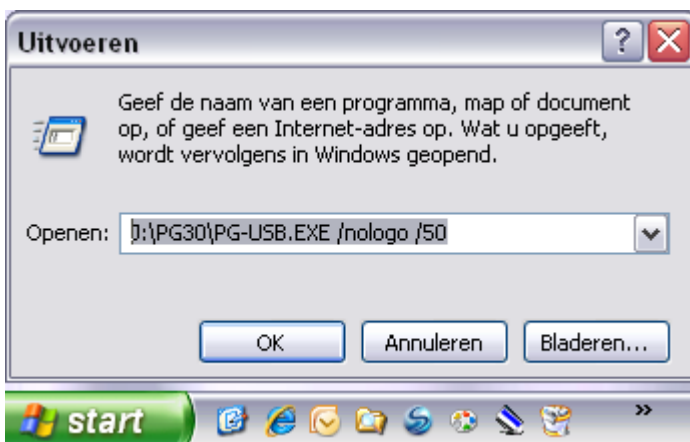 Uitvoeren
Geef de naam van een programma, map of document
op, of geef een Internet-adres op. Wat u opgeeft,
wordt vervolgens in Windows geopend.
Openen: J:\PG30\PG-USB.EXE /nologo /50
OK Annuleren Bladeren...
start